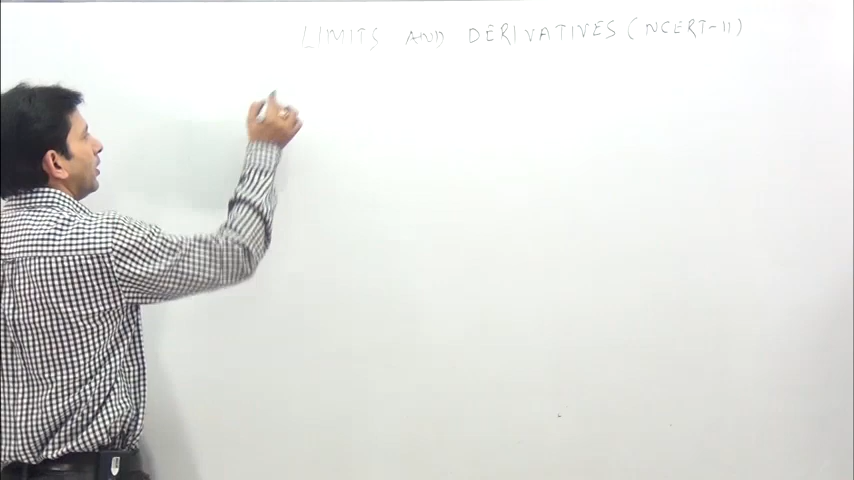 LIMITS AND DERIVATIVES (NCERT-11)